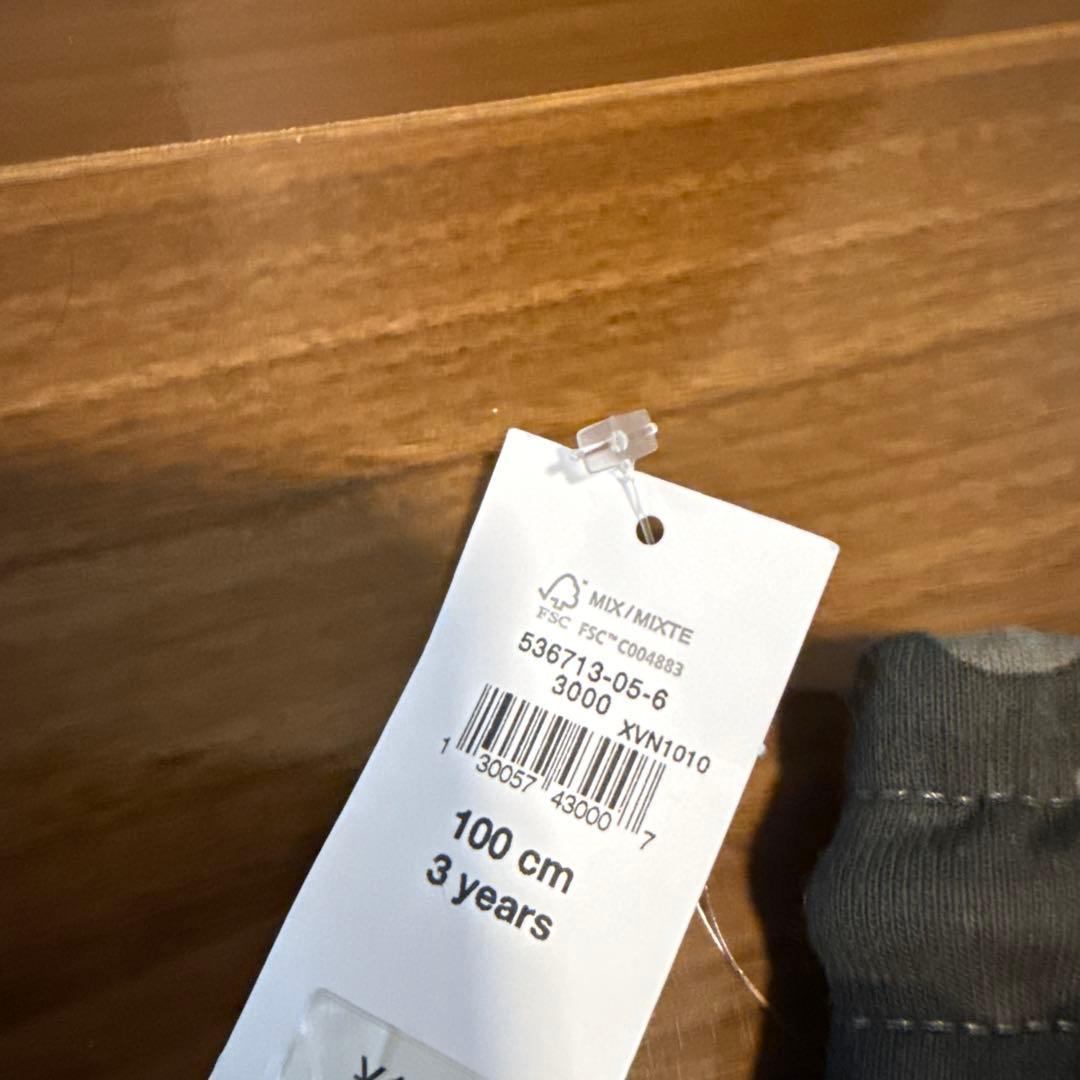 MIX/MIXTE
FSC FSC™ C004883
536713-05-6
3000
XVN1010
1 30057 43000 7
100 cm
3 years
¥